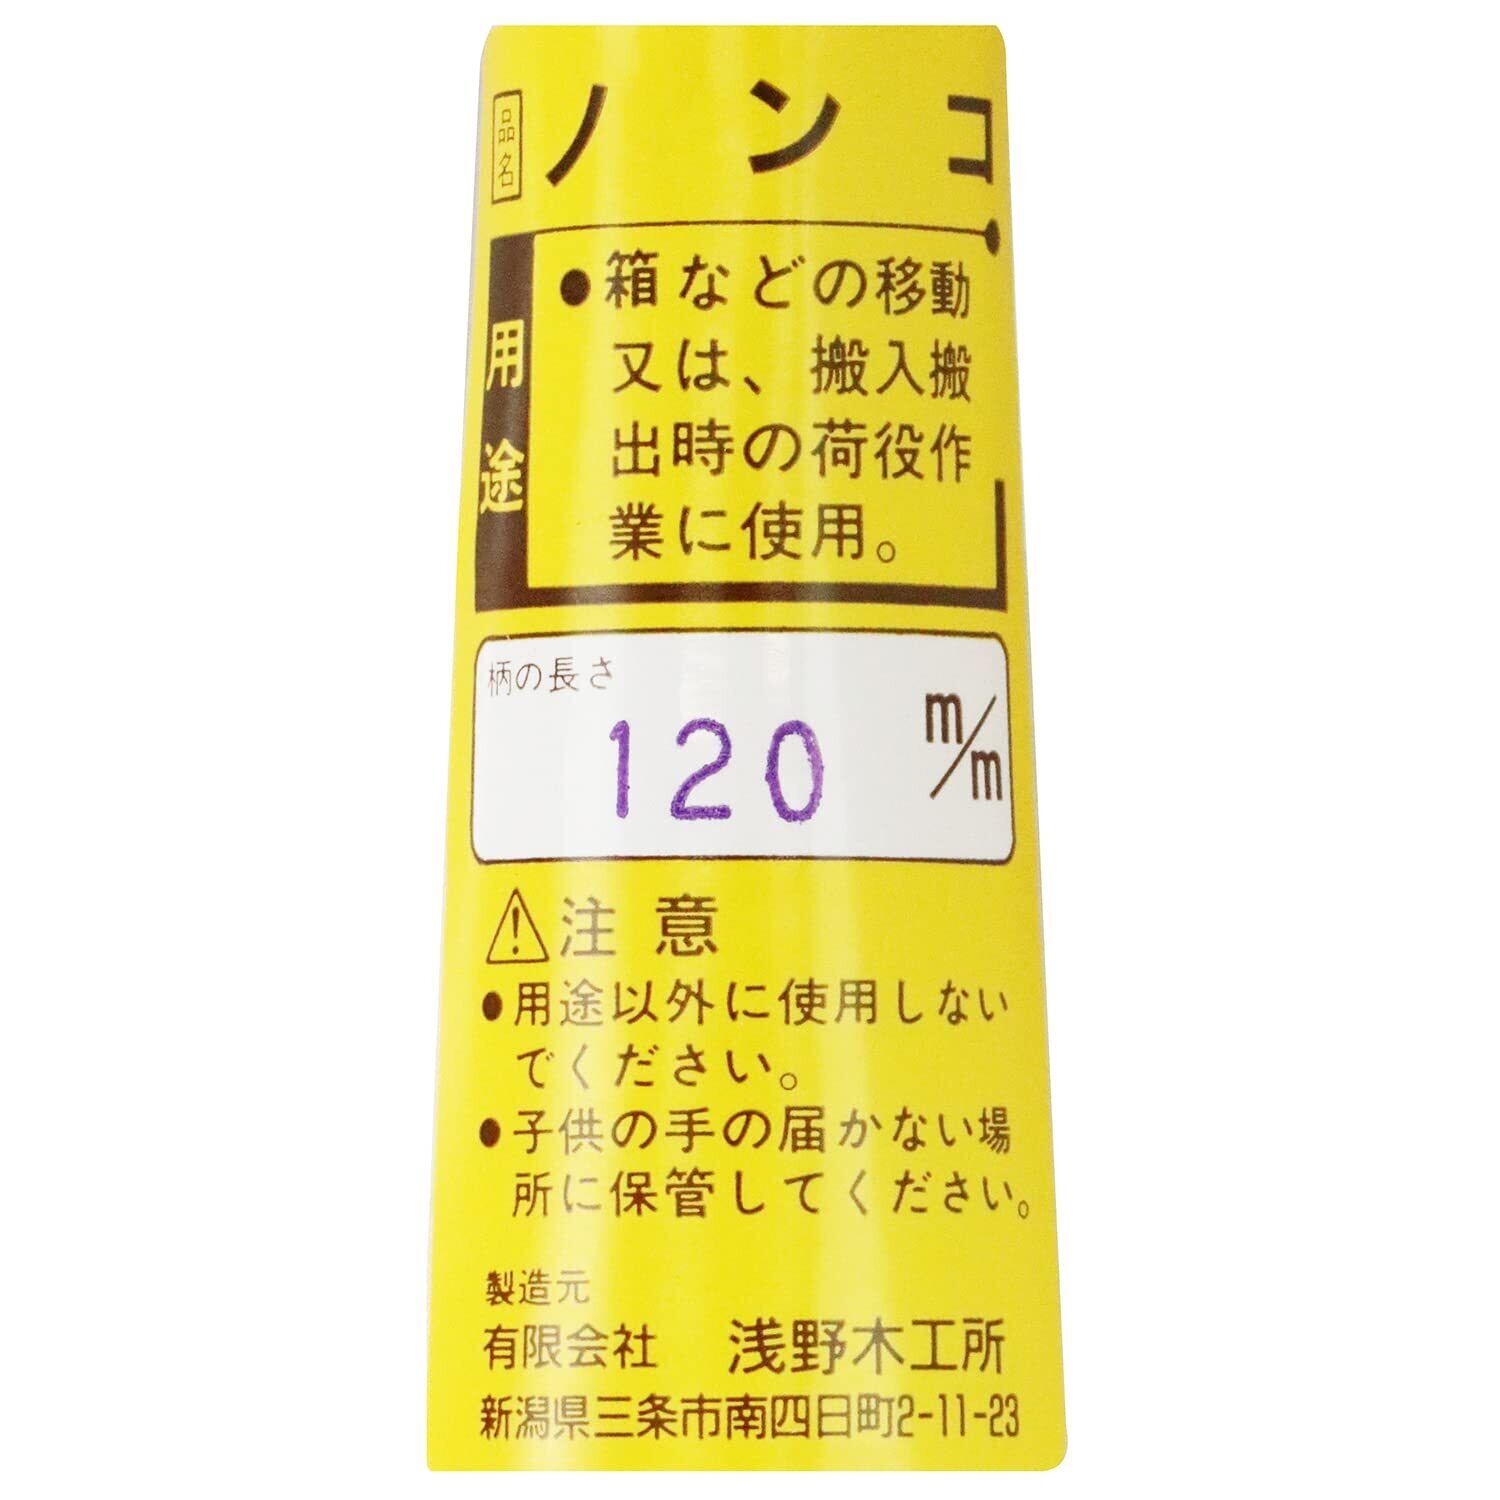 品名 ノンコ
用途
●箱などの移動
又は、搬入搬
出時の荷役作
業に使用。
柄の長さ
120 m/m
⚠注意
●用途以外に使用しない
でください。
●子供の手の届かない場
所に保管してください。
製造元
有限会社 浅野木工所
新潟県三条市南四日町2-11-23